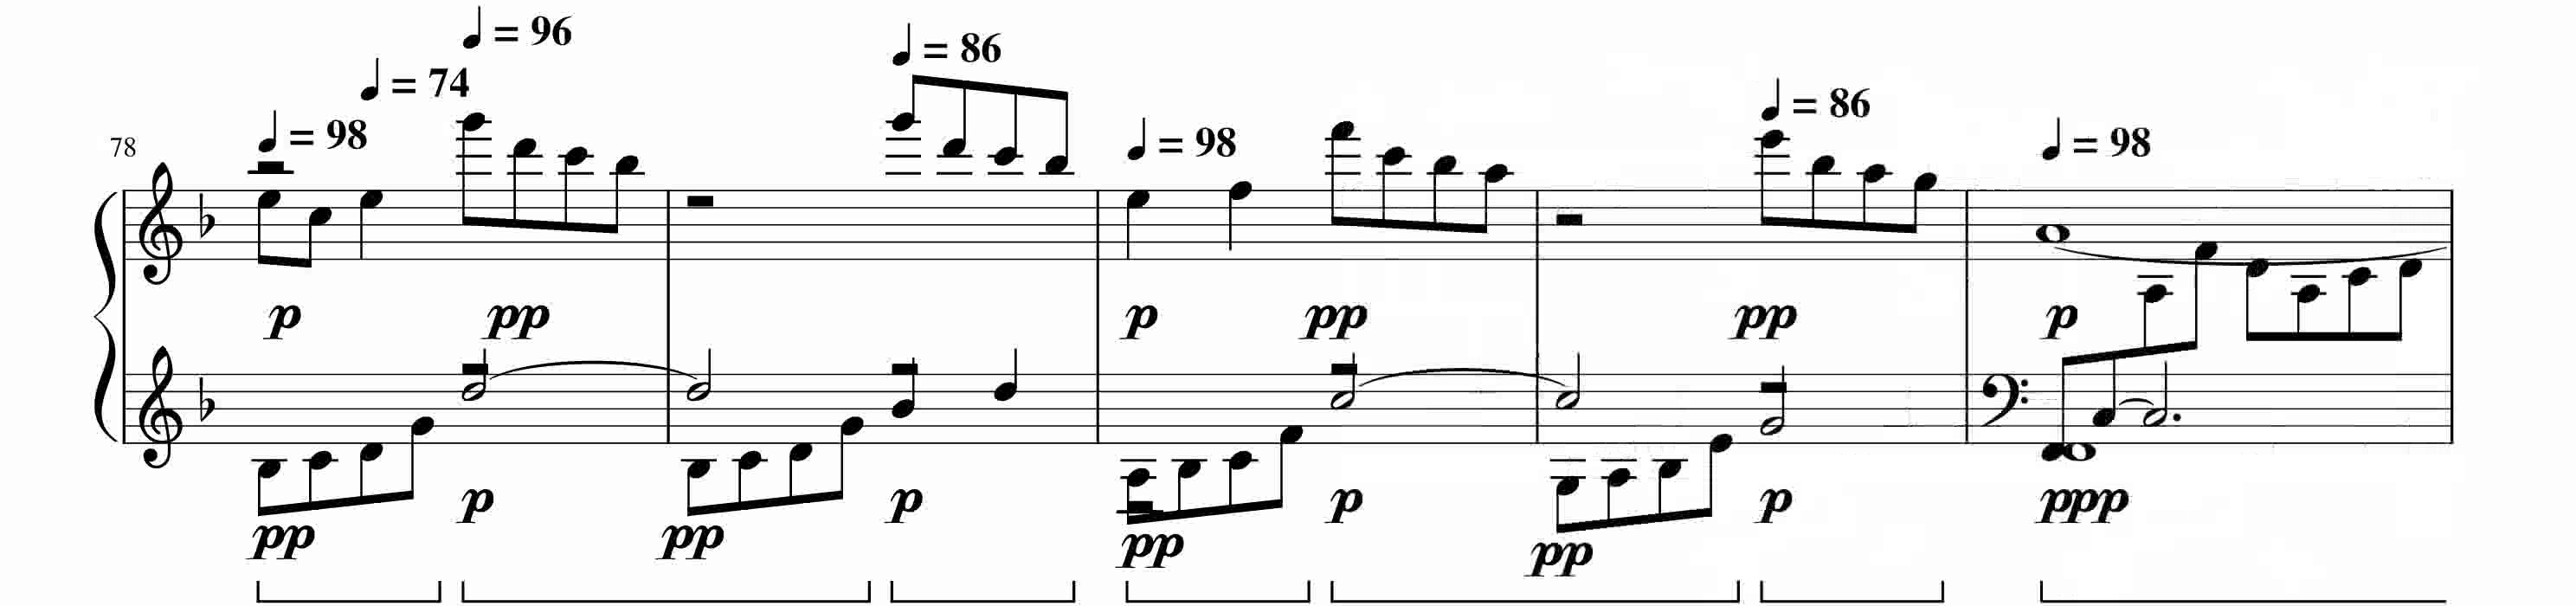 ♩ = 96
♩ = 86
♩ = 74
♩ = 86
♩ = 98
♩ = 98
♩ = 98
78
p pp p pp pp p
pp p pp p pp p pp p ppp